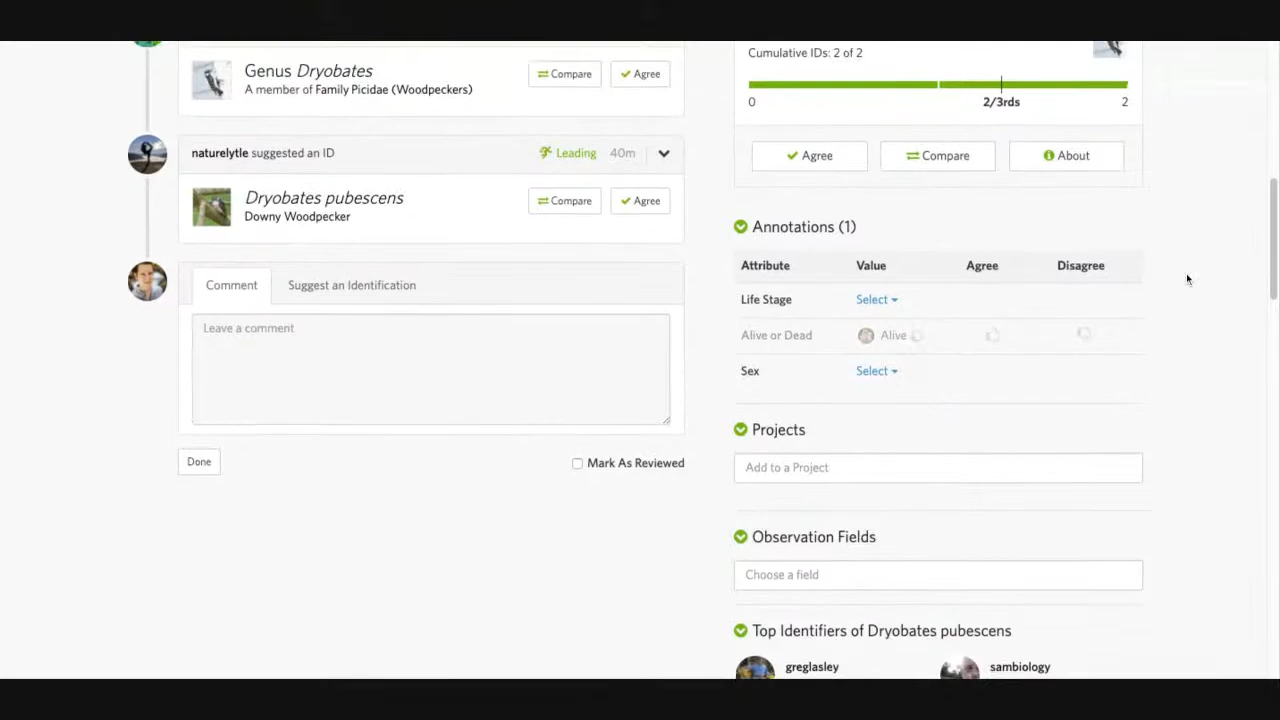 Genus Dryobates
Compare
Agree
A member of Family Picidae (Woodpeckers)
naturelytle suggested an ID
Leading
40m
Dryobates pubescens
Compare
Agree
Downy Woodpecker
Comment
Suggest an Identification
Leave a comment
Done
Mark As Reviewed
Cumulative IDs: 2 of 2
0
2/3rds
2
Agree
Compare
About
Annotations (1)
Attribute
Value
Agree
Disagree
Life Stage
Select
Alive or Dead
Alive
Sex
Select
Projects
Add to a Project
Observation Fields
Choose a field
Top Identifiers of Dryobates pubescens
greglasley
sambiology